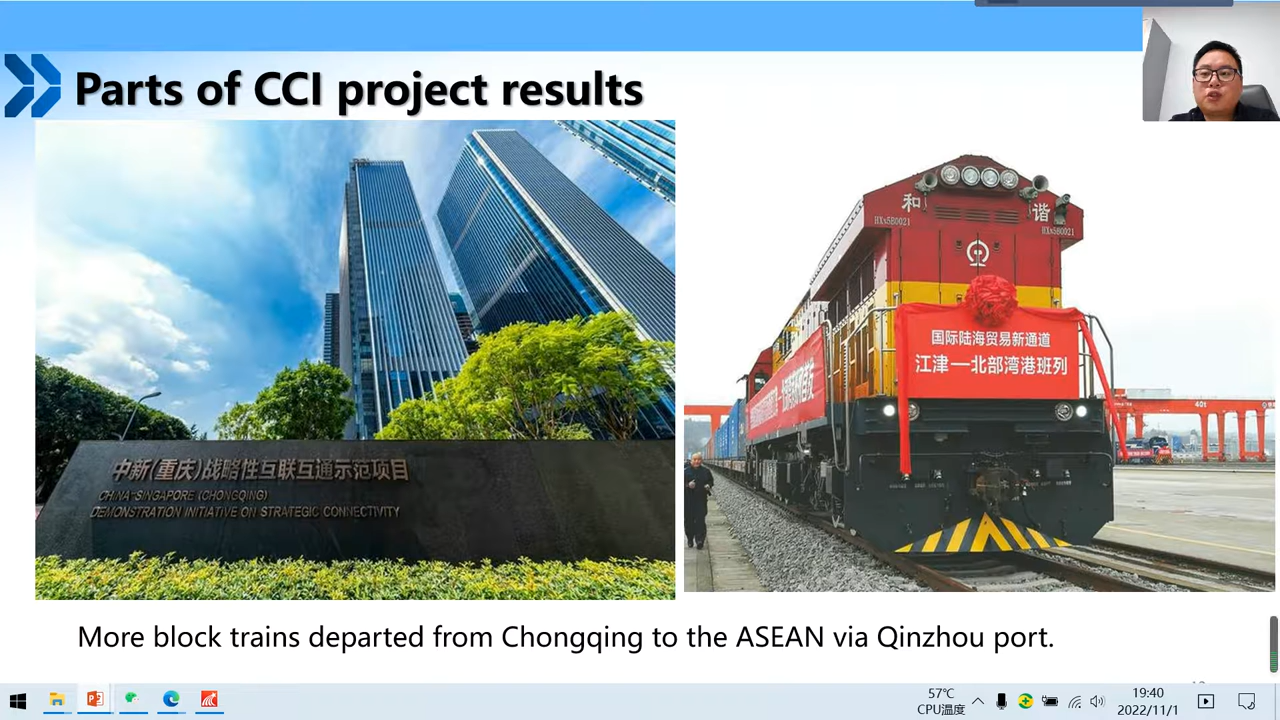 Parts of CCI project results
中新(重庆)战略性互联互通示范项目
CHINA-SINGAPORE (CHONGQING)
DEMONSTRATION INITIATIVE ON STRATEGIC CONNECTIVITY
和 谐
HXN5B0021
HXN5B0021
国际陆海贸易新通道
江津—北部湾港班列
40t
More block trains departed from Chongqing to the ASEAN via Qinzhou port.
57℃
CPU温度
19:40
2022/11/1